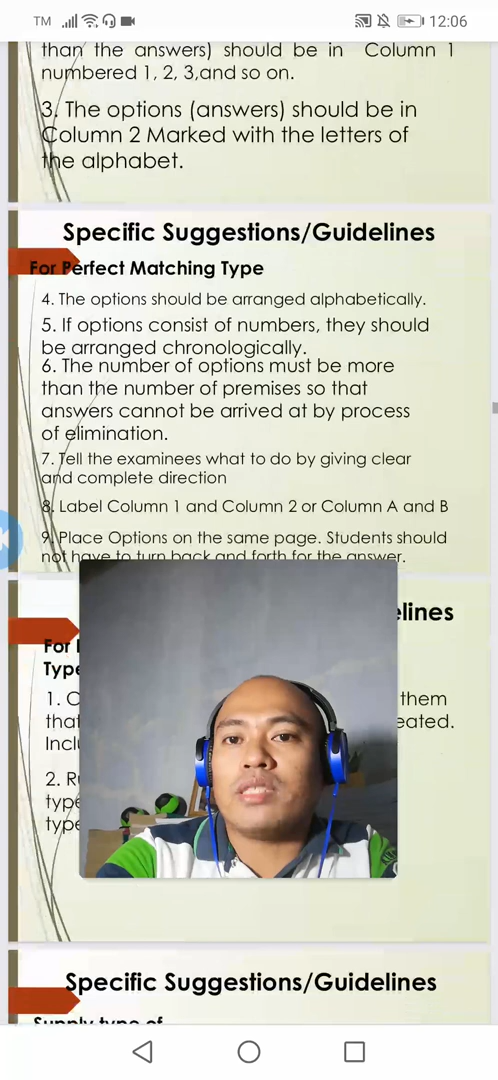 TM 12:06
than the answers) should be in Column 1
numbered 1, 2, 3,and so on.
3. The options (answers) should be in
Column 2 Marked with the letters of
the alphabet.
Specific Suggestions/Guidelines
For Perfect Matching Type
4. The options should be arranged alphabetically.
5. If options consist of numbers, they should
be arranged chronologically.
6. The number of options must be more
than the number of premises so that
answers cannot be arrived at by process
of elimination.
7. Tell the examinees what to do by giving clear
and complete direction
8. Label Column 1 and Column 2 or Column A and B
9. Place Options on the same page. Students should
not have to turn back and forth for the answer.
elines
For
Type
1. them
that eated.
Incl
2. R
type
type
Specific Suggestions/Guidelines
Supply type of